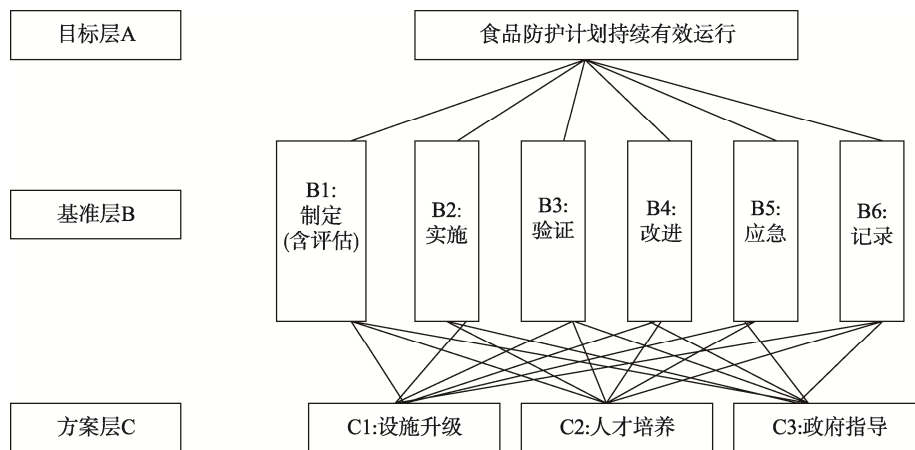 目标层A
食品防护计划持续有效运行
基准层B
B1:
制定
(含评估)
B2:
实施
B3:
验证
B4:
改进
B5:
应急
B6:
记录
方案层C
C1:设施升级
C2:人才培养
C3:政府指导